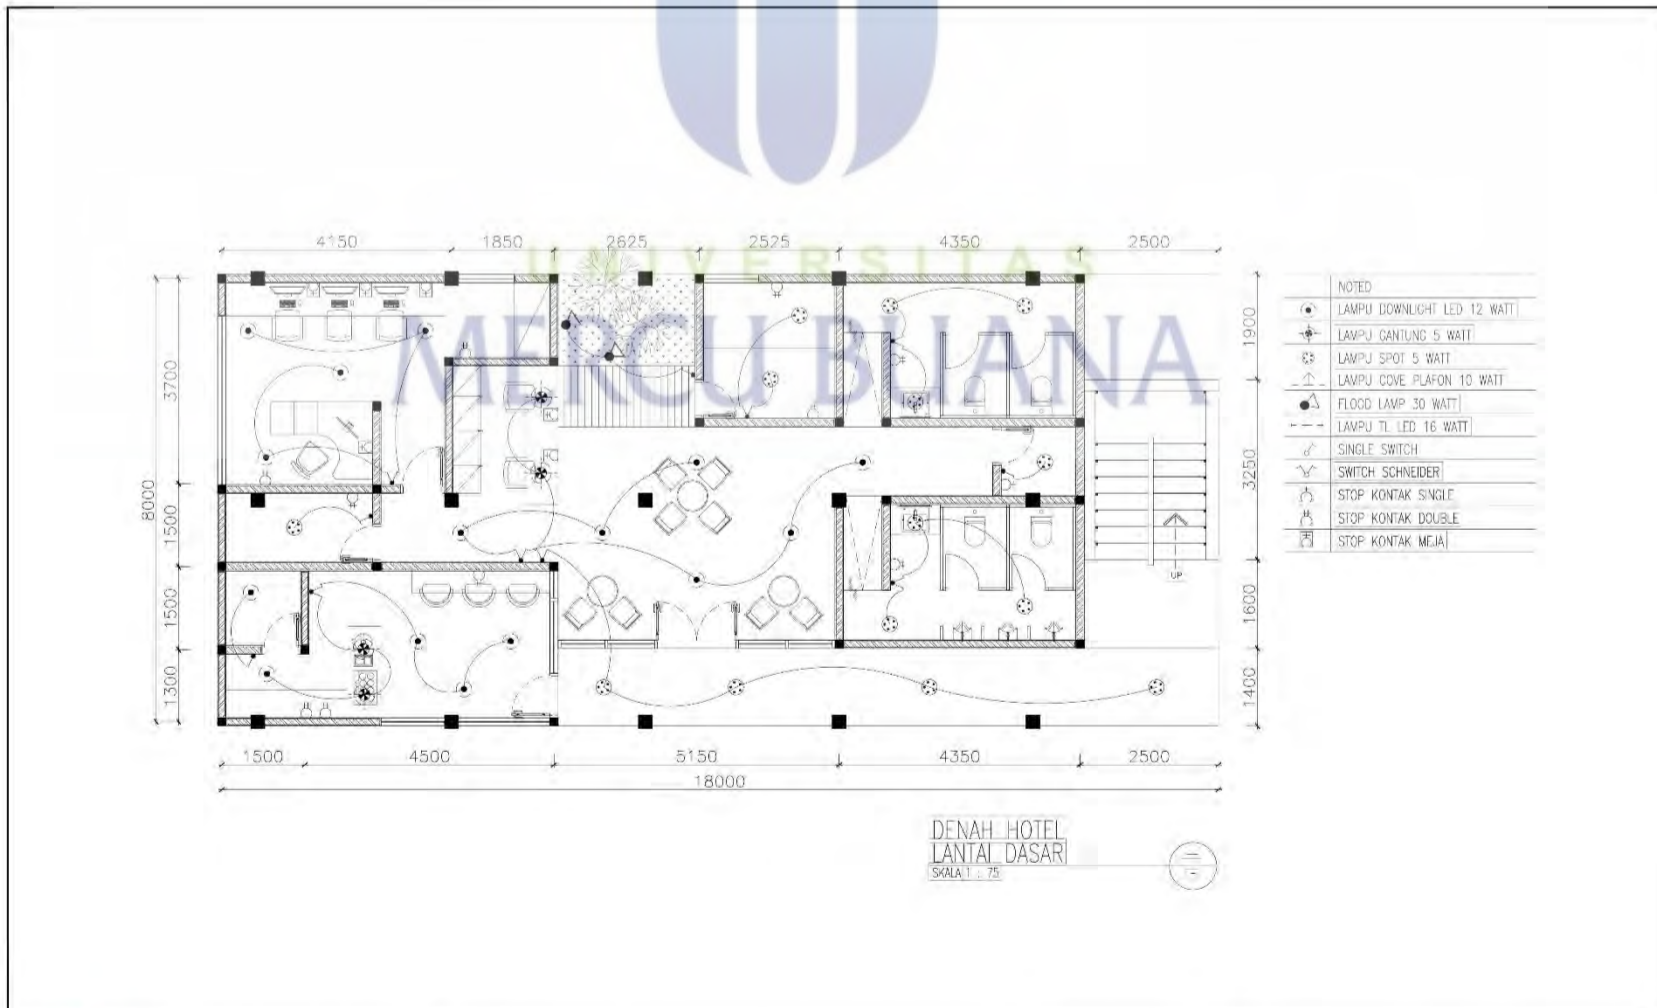 UNIVERSITAS
MERCU BUANA
4150 1850 2625 2525 4350 2500
8000
3700
1500
1500
1300
1900
3250
1600
1400
UP
1500 4500 5150 4350 2500
18000
NOTED
LAMPU DOWNLIGHT LED 12 WATT
LAMPU GANTUNG 5 WATT
LAMPU SPOT 5 WATT
LAMPU COVE PLAFON 10 WATT
FLOOD LAMP 30 WATT
LAMPU TL LED 16 WATT
SINGLE SWITCH
SWITCH SCHNEIDER
STOP KONTAK SINGLE
STOP KONTAK DOUBLE
STOP KONTAK MEJA
DENAH HOTEL
LANTAI DASAR
SKALA 1 : 75